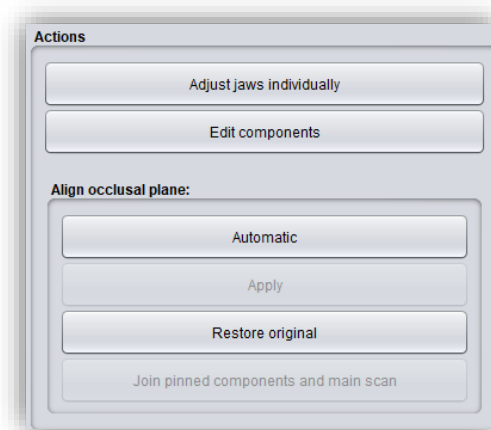 Actions
Adjust jaws individually
Edit components
Align occlusal plane:
Automatic
Apply
Restore original
Join pinned components and main scan